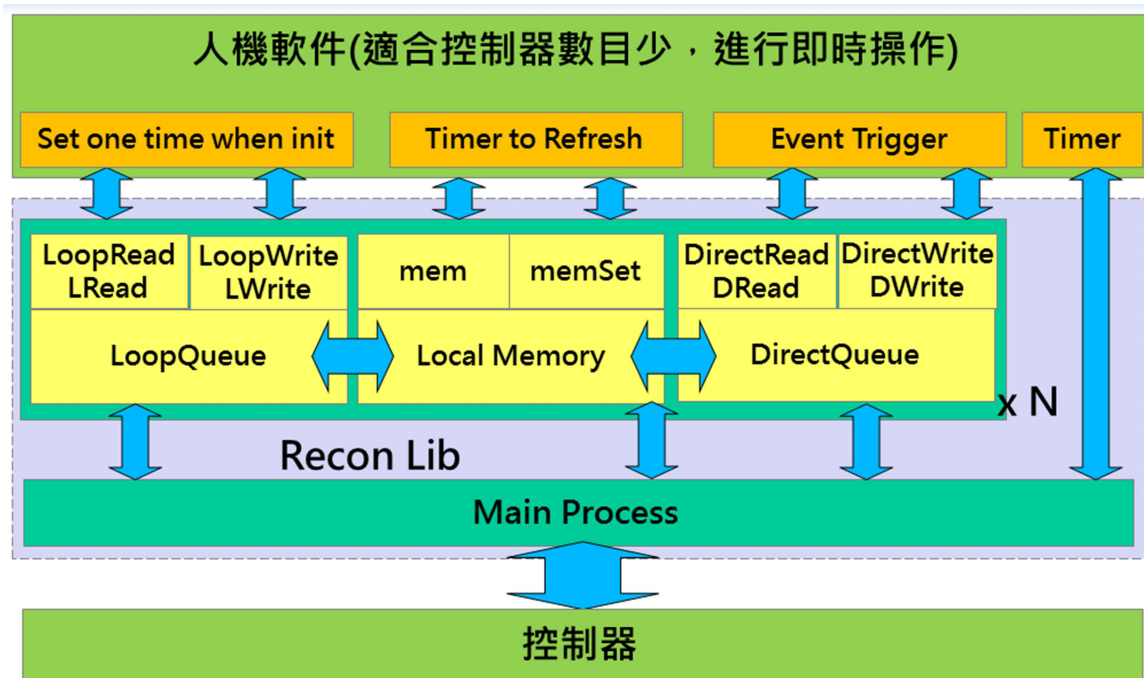 人機軟件(適合控制器數目少，進行即時操作)
Set one time when init
Timer to Refresh
Event Trigger
Timer
LoopRead
LRead
LoopWrite
LWrite
mem
memSet
DirectRead
DRead
DirectWrite
DWrite
LoopQueue
Local Memory
DirectQueue
x N
Recon Lib
Main Process
控制器